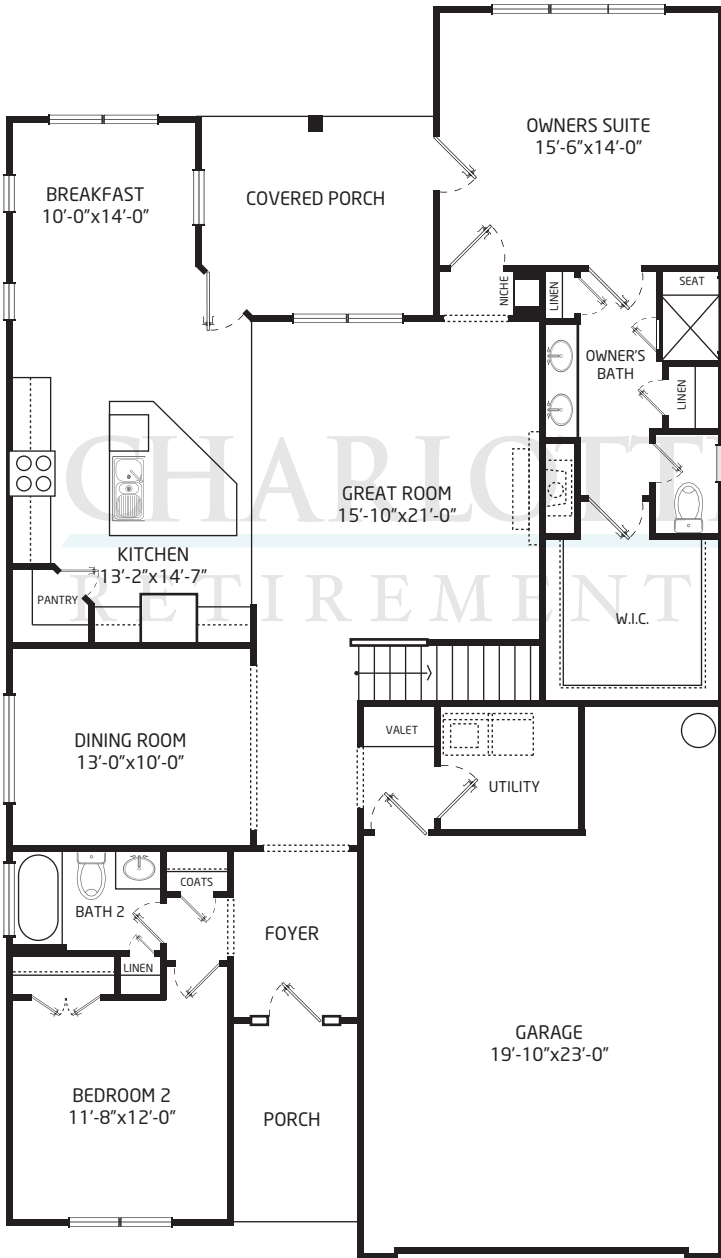 OWNERS SUITE
15'-6"x14'-0"
BREAKFAST
10'-0"x14'-0"
COVERED PORCH
NICHE
LINEN
SEAT
OWNER'S
BATH
LINEN
CHARLOTTE
GREAT ROOM
15'-10"x21'-0"
KITCHEN
13'-2"x14'-7"
PANTRY
RETIREMENT
W.I.C.
VALET
DINING ROOM
13'-0"x10'-0"
UTILITY
COATS
BATH 2
FOYER
LINEN
GARAGE
19'-10"x23'-0"
BEDROOM 2
11'-8"x12'-0"
PORCH